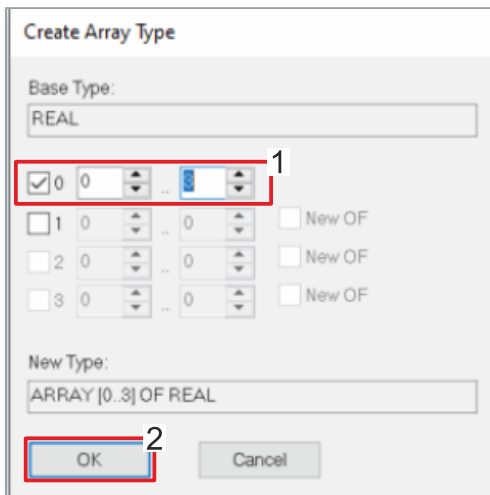 Create Array Type
Base Type:
REAL
1
0 0 .. 3
1 0 .. 0 New OF
2 0 .. 0 New OF
3 0 .. 0 New OF
New Type:
ARRAY [0..3] OF REAL
2
OK Cancel